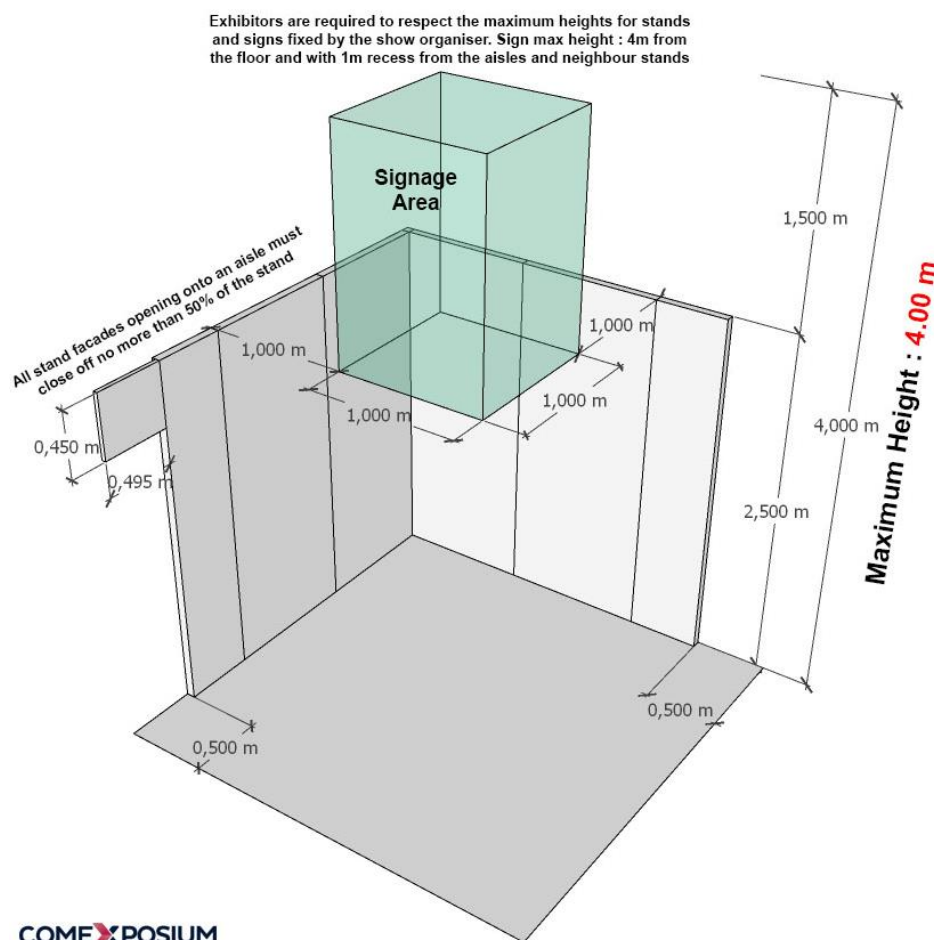 Exhibitors are required to respect the maximum heights for stands
and signs fixed by the show organiser. Sign max height : 4m from
the floor and with 1m recess from the aisles and neighbour stands
Signage
Area
1,500 m
All stand facades opening onto an aisle must
close off no more than 50% of the stand
1,000 m
1,000 m
1,000 m
1,000 m
Maximum Height : 4.00 m
4,000 m
0,450 m
0,495 m
2,500 m
0,500 m
0,500 m
COMEXPOSIUM